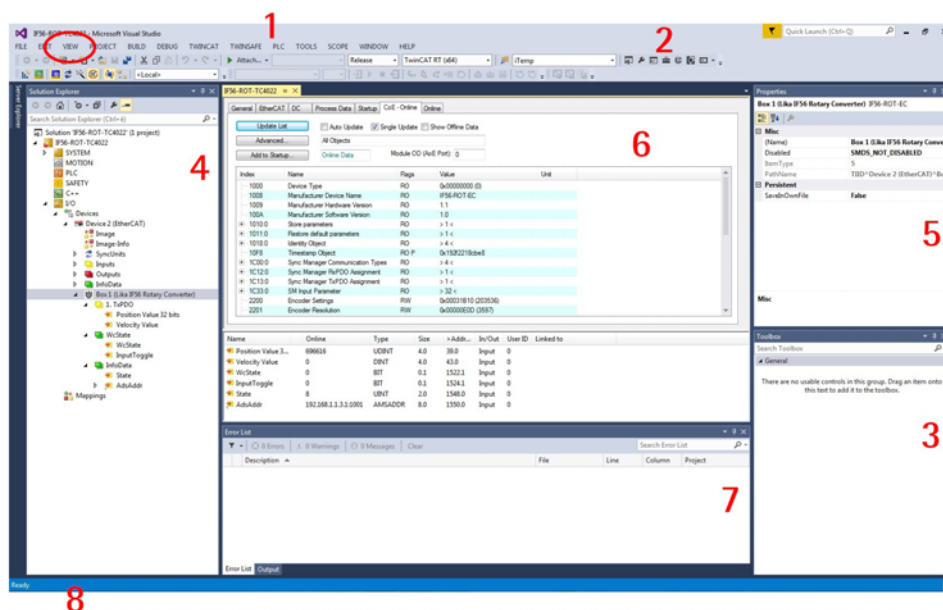 1
IF56-ROT-TC4022 - Microsoft Visual Studio
Quick Launch (Ctrl+Q)
FILE EDIT VIEW PROJECT BUILD DEBUG TWINCAT TWINSAFE PLC TOOLS SCOPE WINDOW HELP
2
Attach... Release TwinCAT RT (x64) iTemp
<Local>
Server Explorer
Solution Explorer
Search Solution Explorer (Ctrl+è)
Solution 'IF56-ROT-TC4022' (1 project)
IF56-ROT-TC4022
SYSTEM
MOTION
PLC
SAFETY
C++
I/O
Devices
Device 2 (EtherCAT)
Image
Image-Info
SyncUnits
Inputs
Outputs
InfoData
Box 1 (Lika IF56 Rotary Converter)
1. TxPDO
Position Value 32 bits
Velocity Value
WcState
WcState
InputToggle
InfoData
State
AdsAddr
Mappings
4
IF56-ROT-TC4022
General EtherCAT DC Process Data Startup CoE - Online Online
Update List Auto Update Single Update Show Offline Data
Advanced... All Objects
Add to Startup... Online Data Module OD (AoE Port): 0
6
Index Name Flags Value Unit
1000 Device Type RO 0x00000000 (0)
1008 Manufacturer Device Name RO IF56-ROT-EC
1009 Manufacturer Hardware Version RO 1.1
100A Manufacturer Software Version RO 1.0
1010:0 Store parameters RO > 1 <
1011:0 Restore default parameters RO > 1 <
1018:0 Identity Object RO > 4 <
10F8 Timestamp Object RO P 0x192f2218cbe8
1C00:0 Sync Manager Communication Types RO > 4 <
1C12:0 Sync Manager RxPDO Assignment RO > 1 <
1C13:0 Sync Manager TxPDO Assignment RO > 1 <
1C33:0 SM Input Parameter RO > 32 <
2200 Encoder Settings RW 0x00031B10 (203536)
2201 Encoder Resolution RW 0x00000E0D (3597)
Name Online Type Size >Addr... In/Out User ID Linked to
Position Value 3... 696616 UDINT 4.0 39.0 Input 0
Velocity Value 0 DINT 4.0 43.0 Input 0
WcState 0 BIT 0.1 1522.1 Input 0
InputToggle 0 BIT 0.1 1524.1 Input 0
State 8 UINT 2.0 1548.0 Input 0
AdsAddr 192.168.1.1.3.1:1001 AMSADDR 8.0 1550.0 Input 0
Error List
0 Errors 0 Warnings 0 Messages Clear Search Error List
Description File Line Column Project
7
Error List Output
Properties
Box 1 (Lika IF56 Rotary Converter) IF56-ROT-EC
Misc
(Name) Box 1 (Lika IF56 Rotary Conve
Disabled SMDS_NOT_DISABLED
ItemType 5
PathName TIID^Device 2 (EtherCAT)^Bo
Persistent
SaveInOwnFile False
5
Misc
Toolbox
Search Toolbox
General
There are no usable controls in this group. Drag an item onto
this text to add it to the toolbox.
3
Ready
8